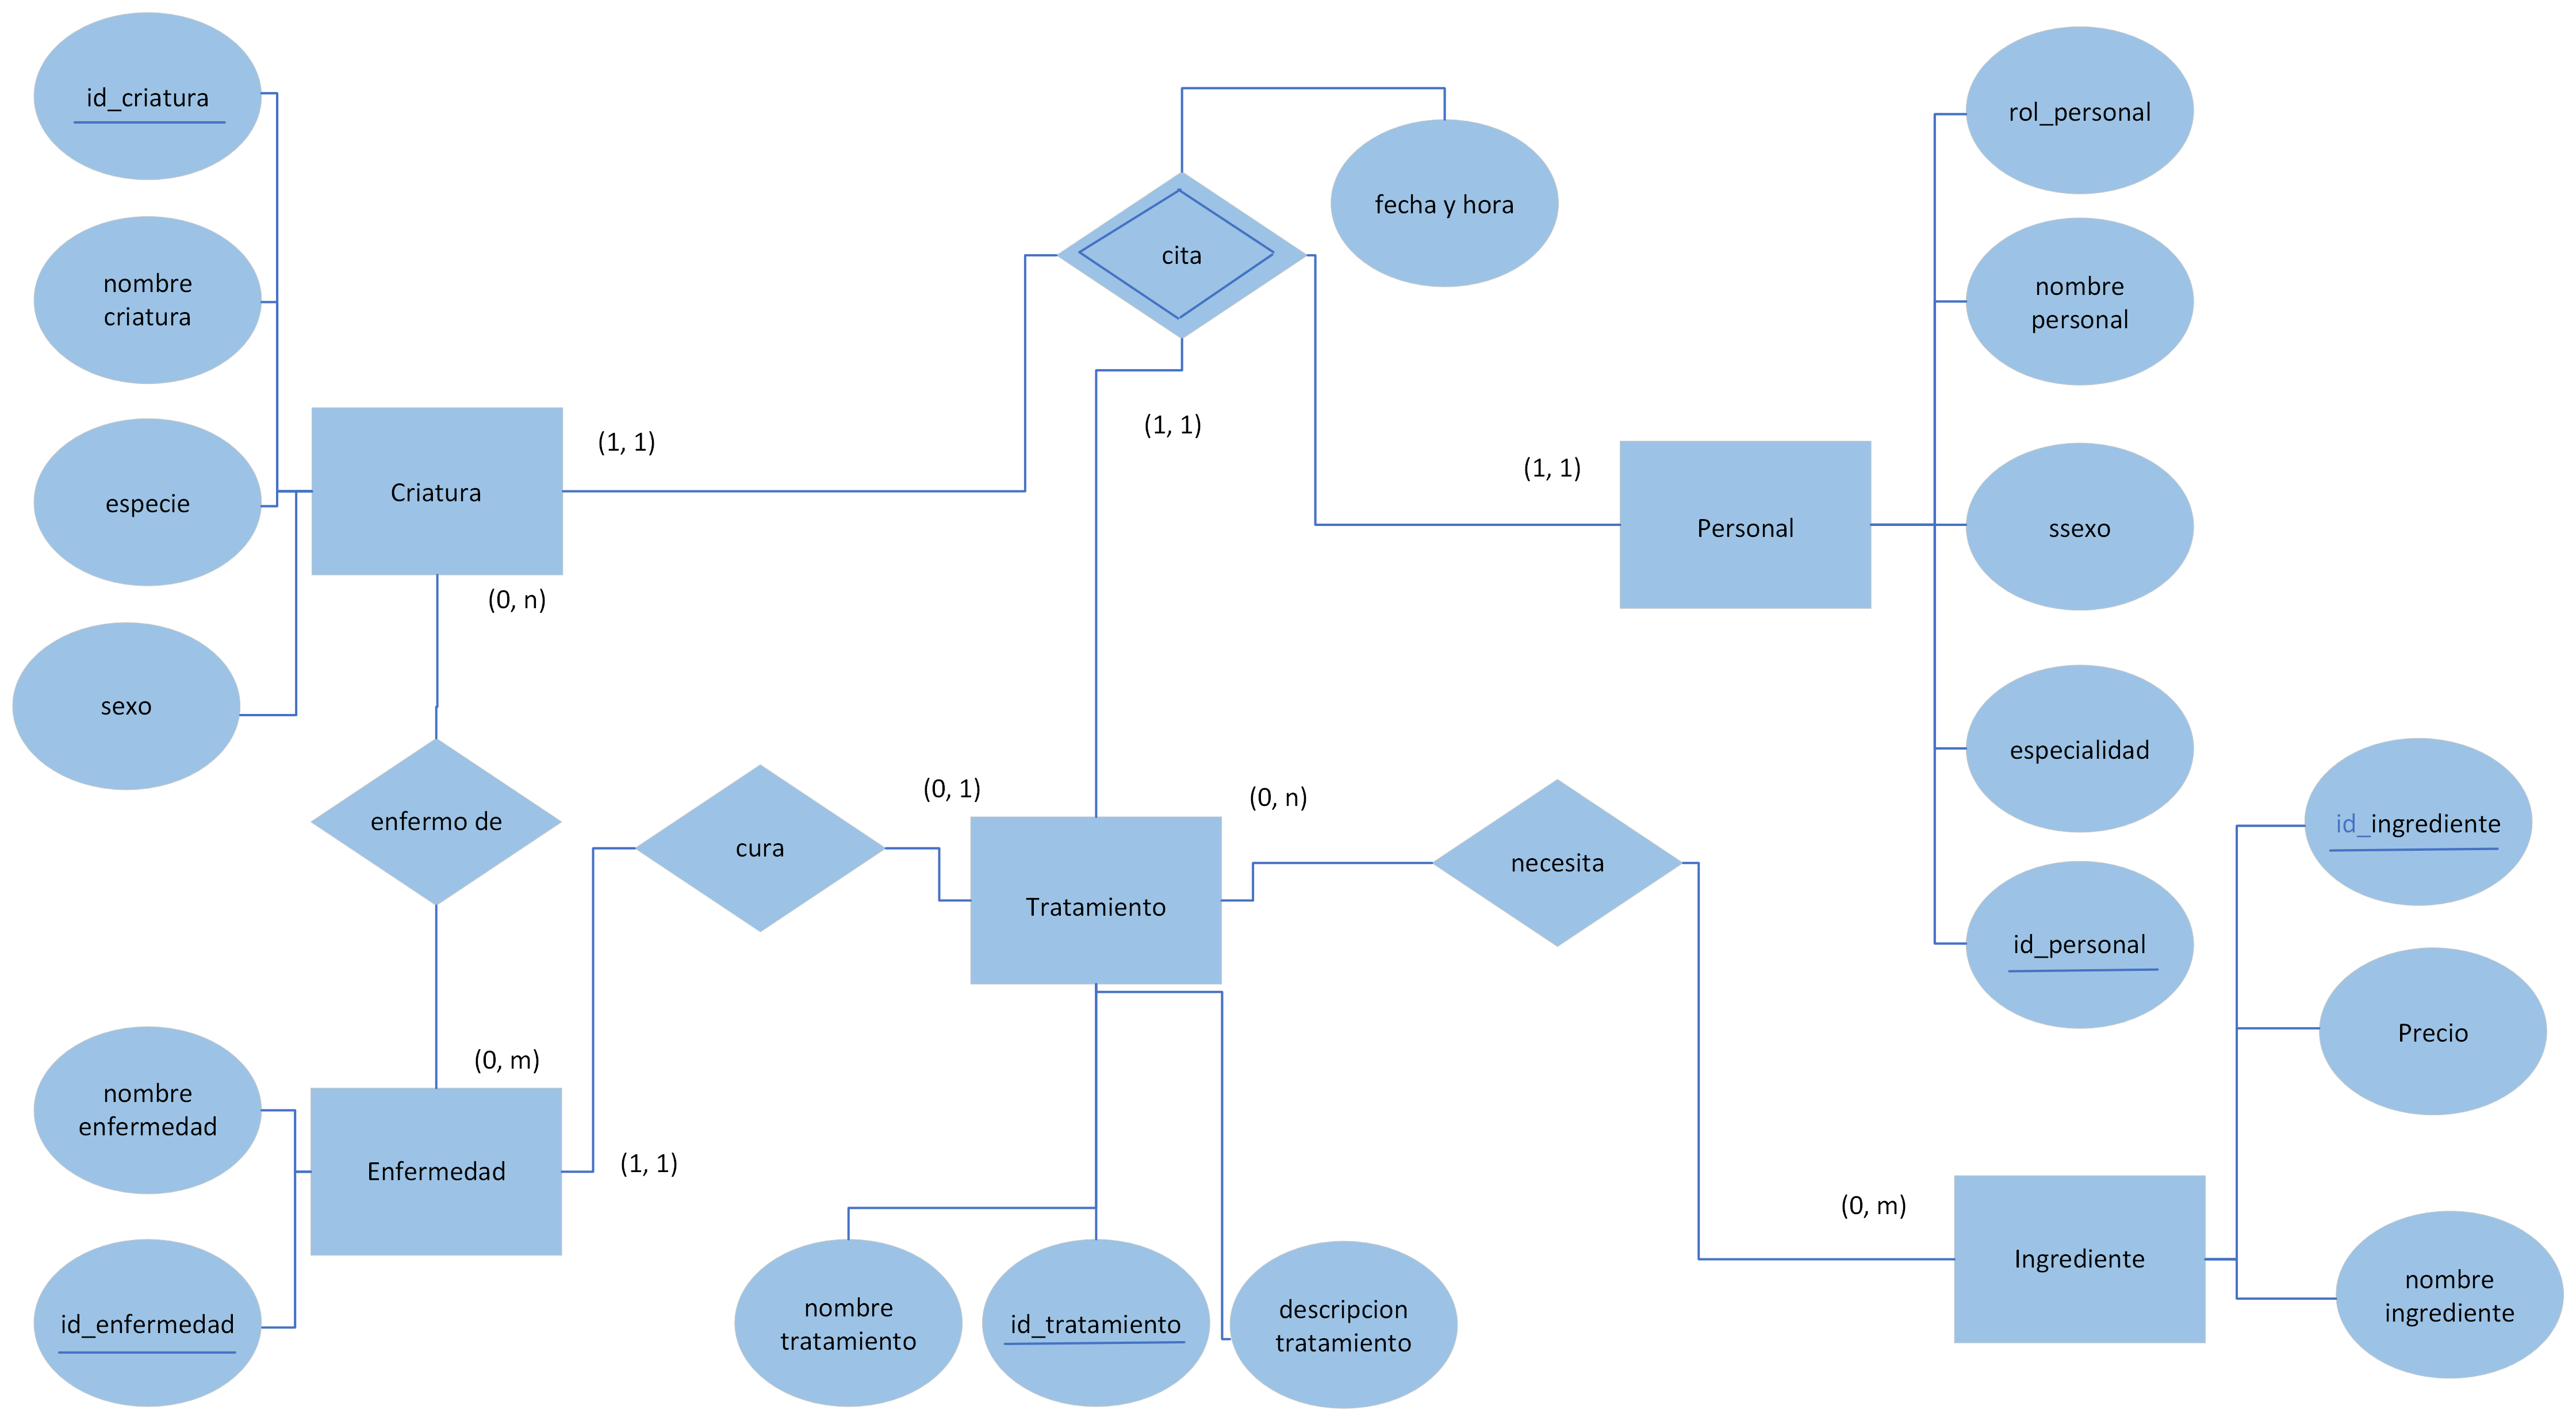 id_criatura
nombre
criatura
especie
sexo
Criatura
(1, 1)
(0, n)
cita
fecha y hora
(1, 1)
(1, 1)
Personal
rol_personal
nombre
personal
ssexo
especialidad
id_personal
enfermo de
cura
(0, 1)
Tratamiento
(0, n)
necesita
(0, m)
Enfermedad
(1, 1)
nombre
enfermedad
id_enfermedad
nombre
tratamiento
id_tratamiento
descripcion
tratamiento
(0, m)
Ingrediente
id_ingrediente
Precio
nombre
ingrediente